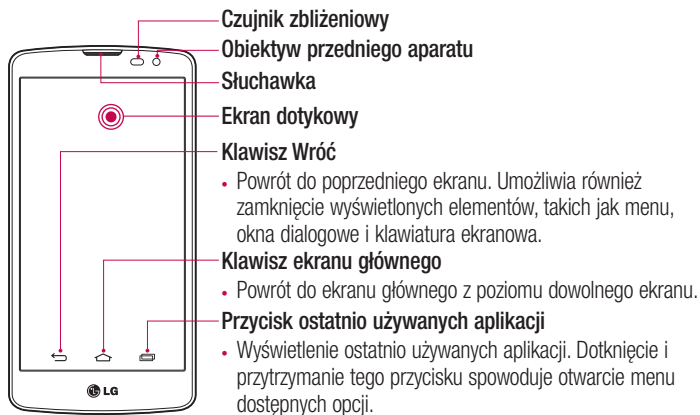 Czujnik zbliżeniowy
Obiektyw przedniego aparatu
Słuchawka
Ekran dotykowy
Klawisz Wróć
• Powrót do poprzedniego ekranu. Umożliwia również
zamknięcie wyświetlonych elementów, takich jak menu,
okna dialogowe i klawiatura ekranowa.
Klawisz ekranu głównego
• Powrót do ekranu głównego z poziomu dowolnego ekranu.
Przycisk ostatnio używanych aplikacji
• Wyświetlenie ostatnio używanych aplikacji. Dotknięcie i
przytrzymanie tego przycisku spowoduje otwarcie menu
dostępnych opcji.
LG